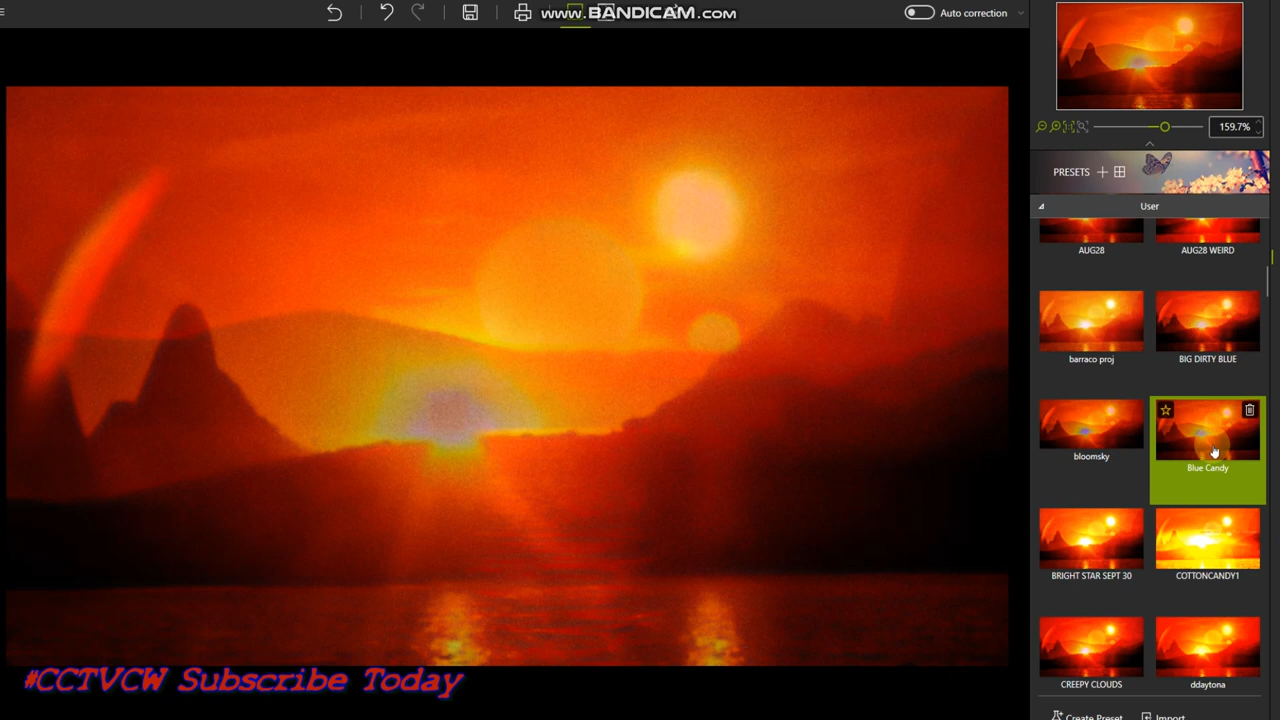 www.BANDICAM.com
Auto correction
159.7%
PRESETS
User
AUG28
AUG28 WEIRD
barraco proj
BIG DIRTY BLUE
bloomsky
Blue Candy
BRIGHT STAR SEPT 30
COTTONCANDY1
CREEPY CLOUDS
ddaytona
Create Preset
Import
#CCTVCW Subscribe Today